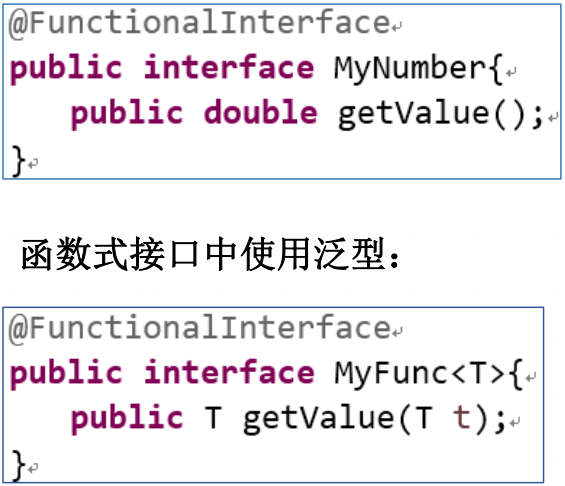 @FunctionalInterface↵
public interface MyNumber{↵
public double getValue();↵
}↵
函数式接口中使用泛型：
@FunctionalInterface↵
public interface MyFunc<T>{↵
public T getValue(T t);↵
}↵